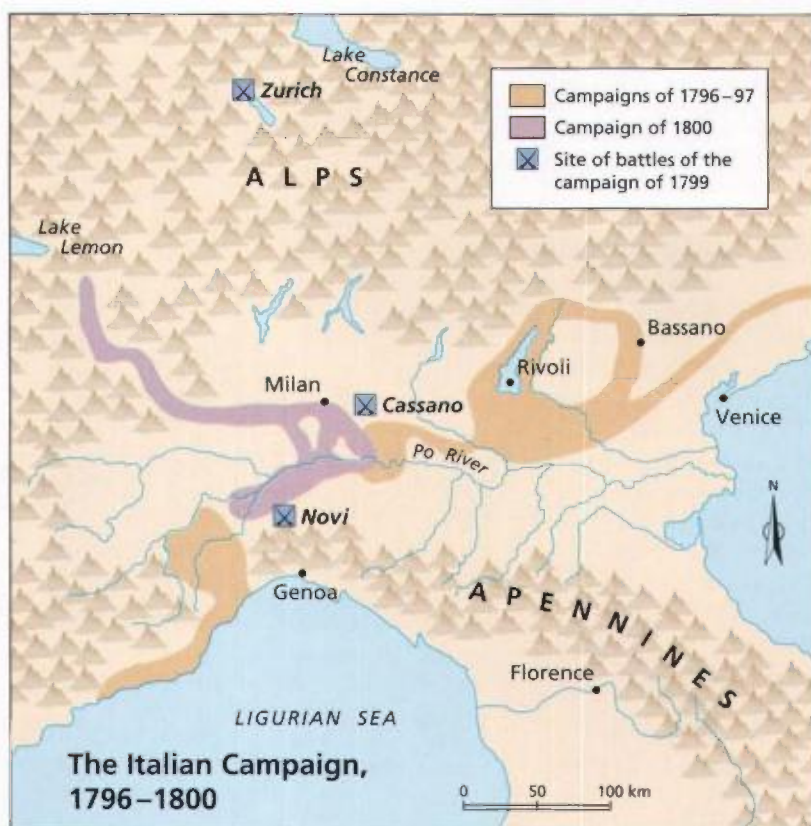 Lake
Constance
Zurich
Campaigns of 1796–97
Campaign of 1800
Site of battles of the
campaign of 1799
ALPS
Lake
Lemon
Bassano
Rivoli
Milan
Cassano
Venice
Po River
N
Novi
Genoa
APENNINES
Florence
LIGURIAN SEA
The Italian Campaign,
1796–1800
0 50 100 km